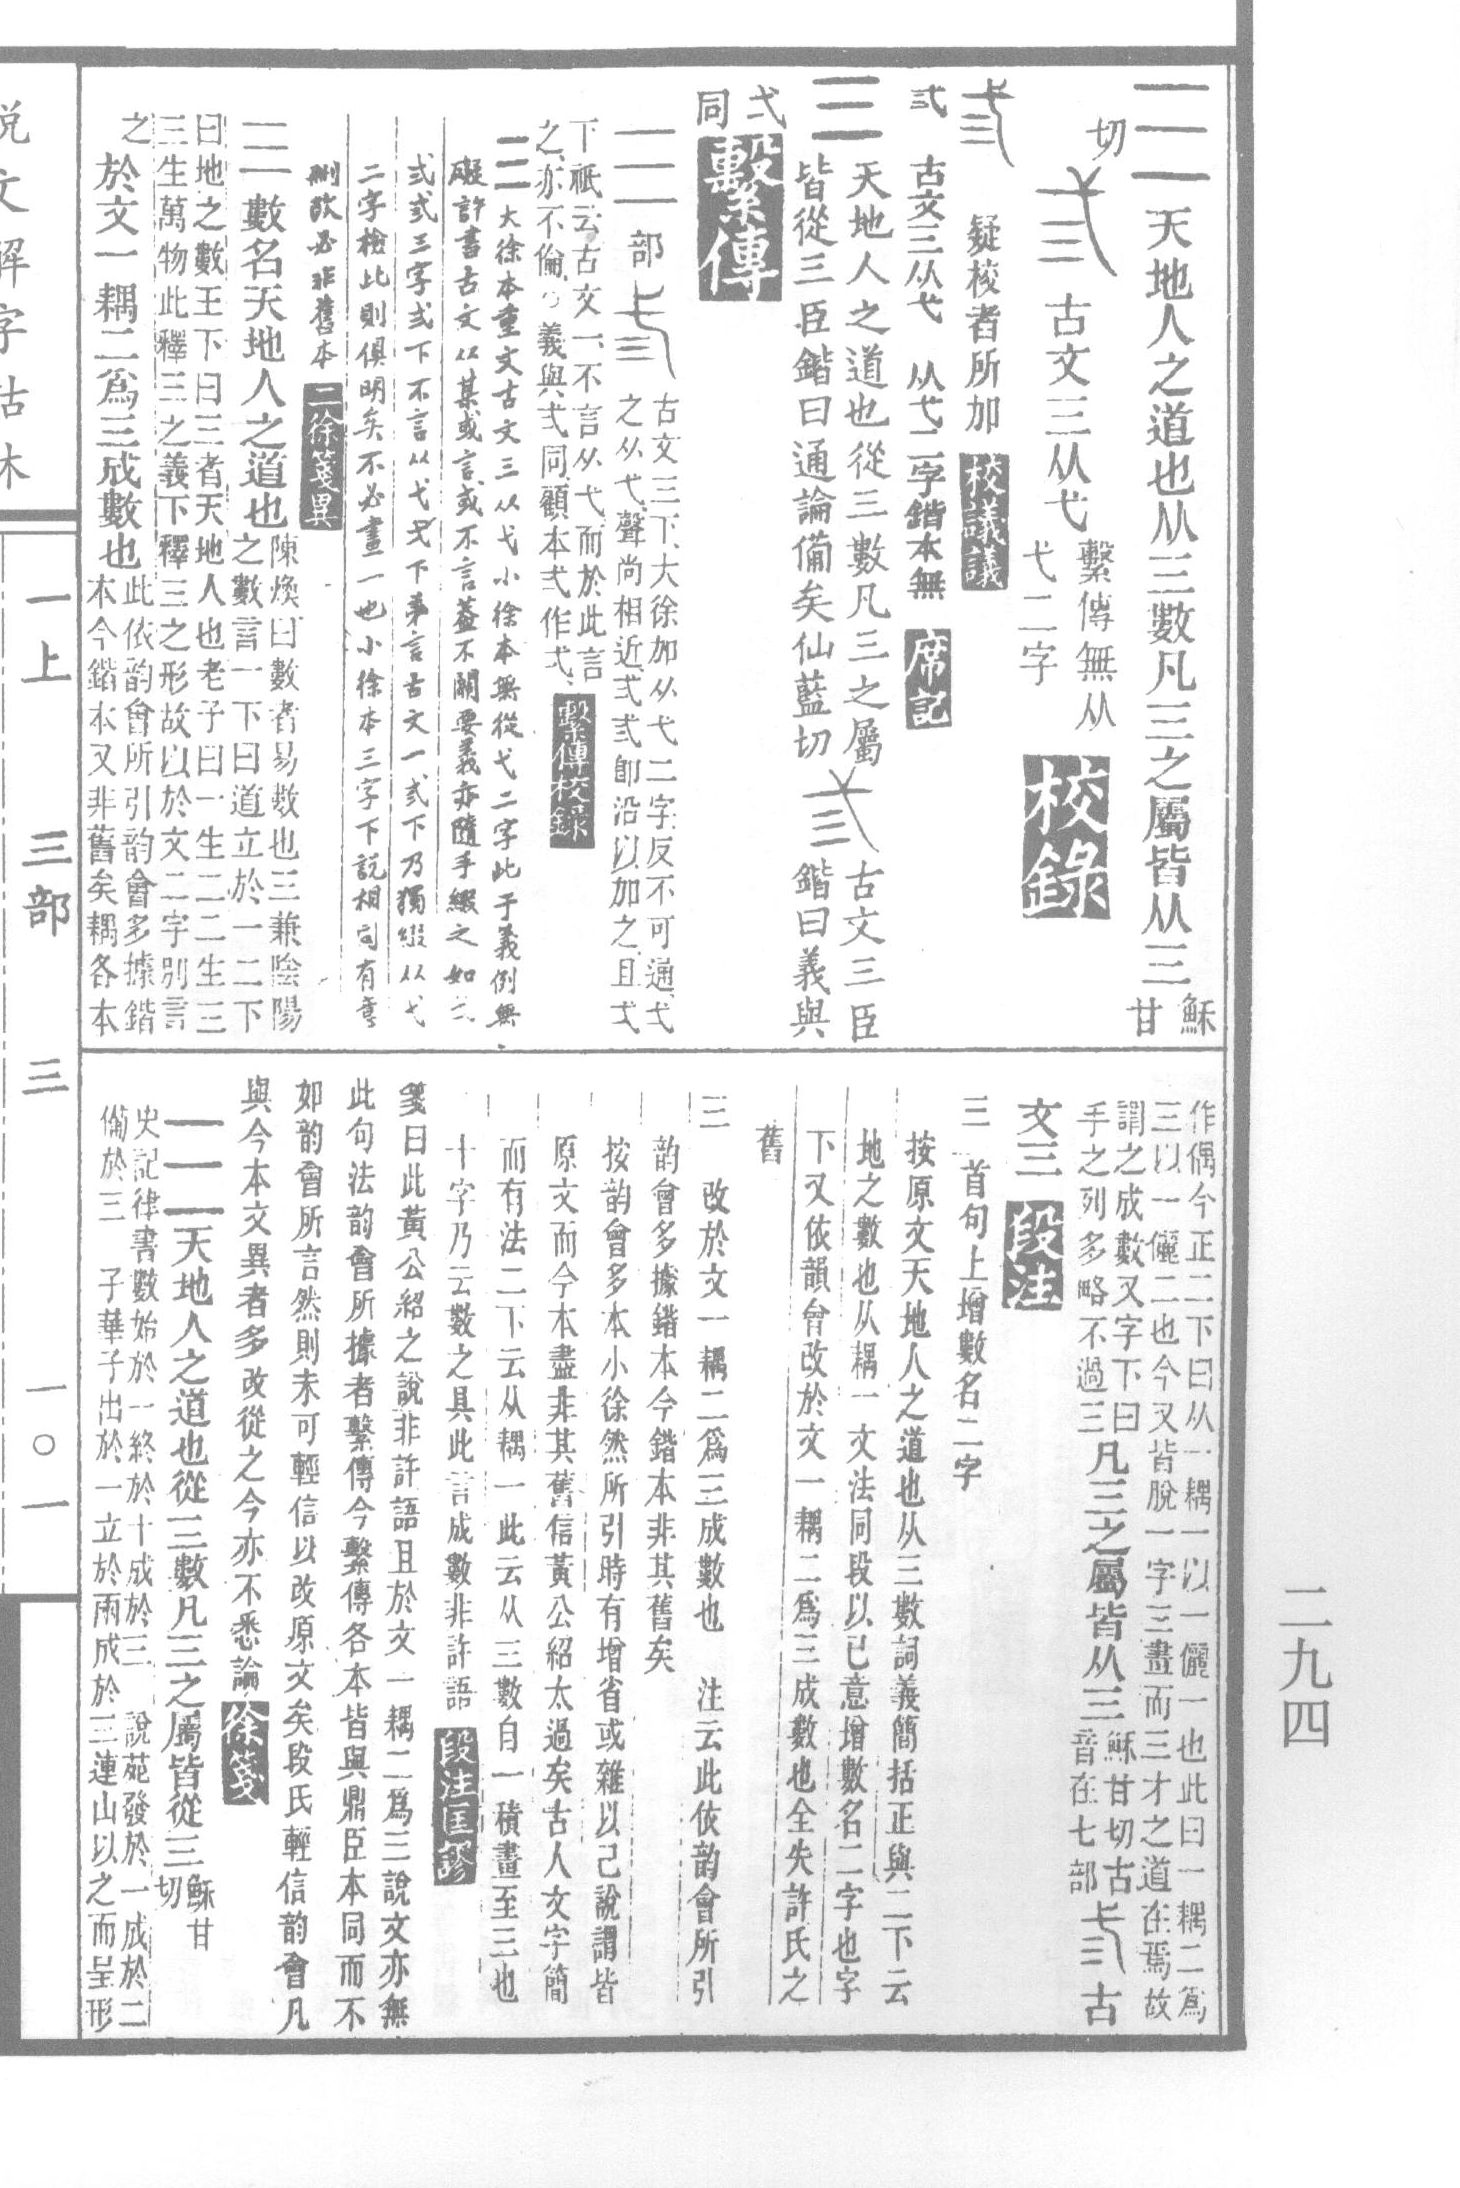 三 天地人之道也从三數凡三之屬皆从三 穌甘
切 弎 古文三从弋 繫傳無从
弋二字 校錄
弎 疑校者所加 校議議
弎 古文三从弋 从弋二字鍇本無 席記
三 天地人之道也從三數凡三之屬
皆從三臣鍇曰通論備矣仙藍切 弎 古文三臣
鍇曰義與
弍同 繫傳
三部 弎 古文三下大徐加从弋二字反不可通弌
之从弋聲尚相近弍弎卽沿以加之且弌
下祇云古文一不言从弋而於此言
之亦不倫 義與弌同顧本弌作弍 繫傳校錄
三 大徐本重文古文三从弋小徐本無從弋二字此于義例無
礙許書古文从某或言或不言蓋不關要義亦隨手綴之如
弌弍三字弌下不言从弋弍下第言古文一弎下乃獨綴从弋
二字檢此則俱明矣不必畫一也小徐本三字下說相同有
刪改必非舊本 二徐箋異
三 數名天地人之道也 陳煥曰數者易數也三兼陰陽
之數言一下曰道立於一二下
曰地之數王下曰三者天地人也老子曰一生二二生三
三生萬物此釋三之義下釋三之形故以於文二字別言
之 於文一耦二爲三成數也 此依韵會所引韵會多據鍇
本今鍇本又非舊矣耦各本
作偶今正二下曰从一耦一以一儷一也此曰一耦二爲
三以一儷二也今又皆脫一字三畫而三才之道在焉故
謂之成數又字下曰
手之列多略不過三 凡三之屬皆从三 穌甘切古
音在七部 弎 古
文三 段注
三 首句上增數名二字
按原文天地人之道也从三數詞義簡括正與二下云
地之數也从耦一文法同段以已意增數名二字也字
下又依韻會改於文一耦二爲三成數也全失許氏之
舊
三 改於文一耦二爲三成數也 注云此依韵會所引
韵會多據鍇本今鍇本非其舊矣
按韵會多本小徐然所引時有增省或雜以己說謂皆
原文而今本盡非其舊信黃公紹太過矣古人文字簡
而有法二下云从耦一此云从三數自一積畫至三也
十字乃云數之具此言成數非許語 段注匡謬
箋曰此黃公紹之說非許語且於文一耦二爲三說文亦無
此句法韵會所據者繫傳今繫傳各本皆與鼎臣本同而不
如韵會所言然則未可輕信以改原文矣段氏輕信韵會凡
與今本文異者多改從之今亦不悉論 徐箋
三 天地人之道也從三數凡三之屬皆從三 穌甘
切
史記律書數始於一終於十成於三 說苑發於一成於二
備於三 子華子出於一立於兩成於三連山以之而呈形
說文解字詁林
一上 三部 三 一〇一
二九四